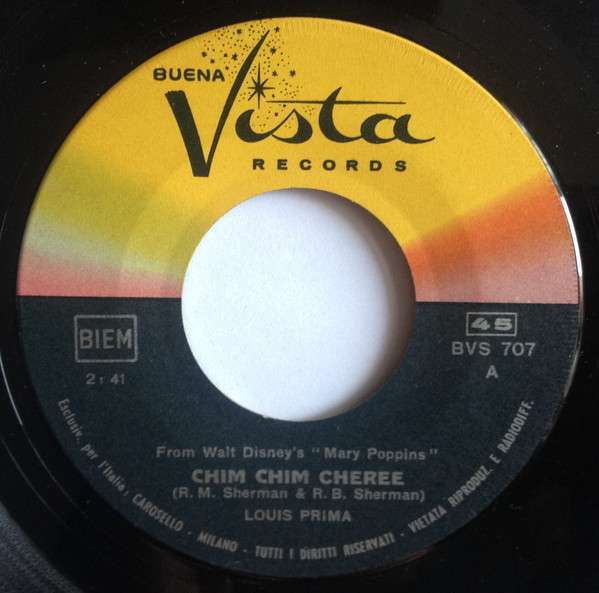 BUENA
Vista
RECORDS
BIEM
2:41
45
BVS 707
A
From Walt Disney's "Mary Poppins"
CHIM CHIM CHEREE
(R. M. Sherman & R. B. Sherman)
LOUIS PRIMA
Esclusiv. per l'Italia: CAROSELLO - MILANO - TUTTI I DIRITTI RISERVATI - VIETATA RIPRODUZ. E RADIODIFF.